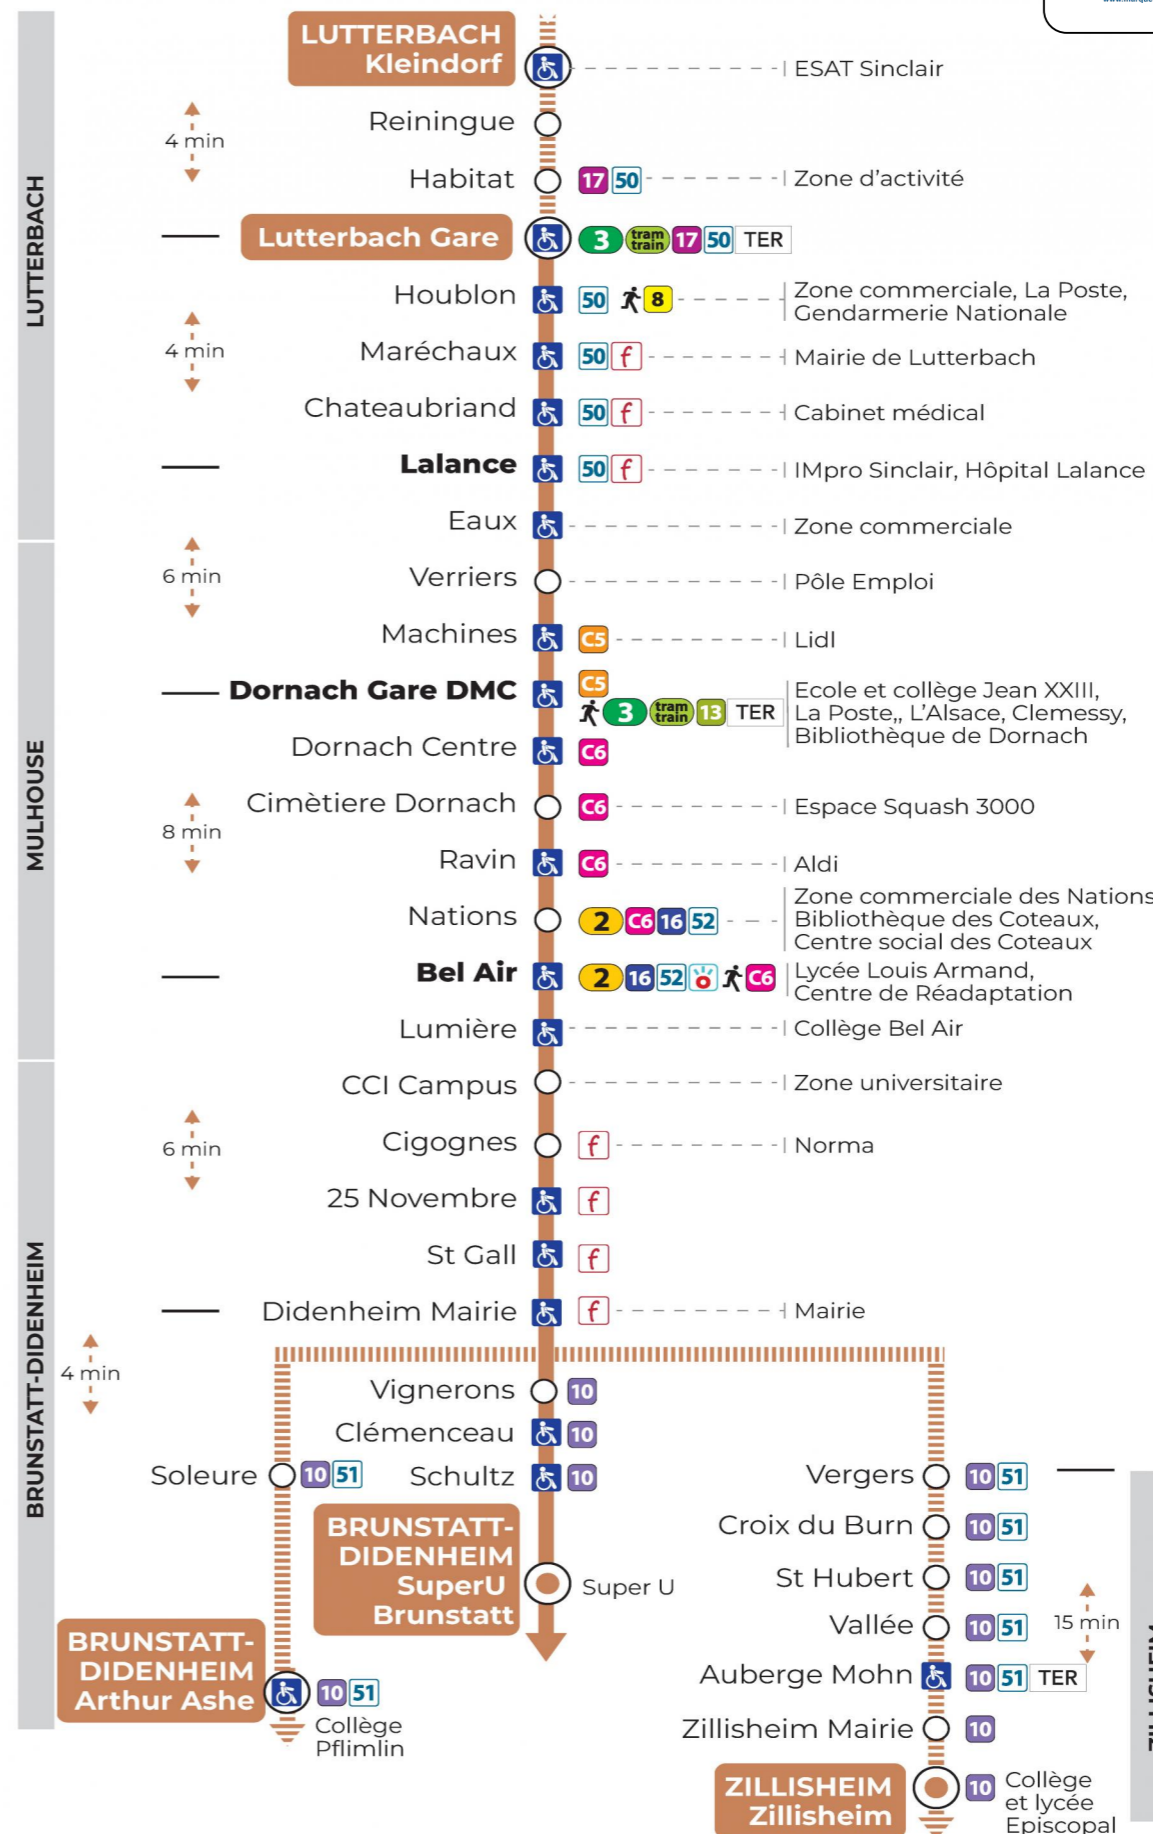 LUTTERBACH
Kleindorf
ESAT Sinclair
Reiningue
4 min
Habitat
17 50
Zone d'activité
LUTTERBACH
Lutterbach Gare
3 tram train 17 50 TER
Houblon
50 8
Zone commerciale, La Poste,
Gendarmerie Nationale
4 min
Maréchaux
50 f
Mairie de Lutterbach
Chateaubriand
50 f
Cabinet médical
Lalance
50 f
IMpro Sinclair, Hôpital Lalance
Eaux
Zone commerciale
6 min
Verriers
Pôle Emploi
Machines
C5
Lidl
MULHOUSE
Dornach Gare DMC
C5
3 tram train 13 TER
Ecole et collège Jean XXIII,
La Poste,, L'Alsace, Clemessy,
Bibliothèque de Dornach
Dornach Centre
C6
Cimètiere Dornach
C6
Espace Squash 3000
8 min
Ravin
C6
Aldi
Nations
2 C6 16 52
Zone commerciale des Nations
Bibliothèque des Coteaux,
Centre social des Coteaux
Bel Air
2 16 52 C6
Lycée Louis Armand,
Centre de Réadaptation
Lumière
Collège Bel Air
CCI Campus
Zone universitaire
6 min
Cigognes
f
Norma
25 Novembre
f
St Gall
f
BRUNSTATT-DIDENHEIM
Didenheim Mairie
f
Mairie
4 min
Vignerons
10
Clémenceau
10
Soleure
10 51
Schultz
10
Vergers
10 51
BRUNSTATT-
DIDENHEIM
SuperU
Brunstatt
Super U
Croix du Burn
10 51
St Hubert
10 51
15 min
Vallée
10 51
BRUNSTATT-
DIDENHEIM
Arthur Ashe
10 51
Collège
Pflimlin
Auberge Mohn
10 51 TER
Zillisheim Mairie
10
ZILLISHEIM
Zillisheim
10
Collège
et lycée
Episcopal